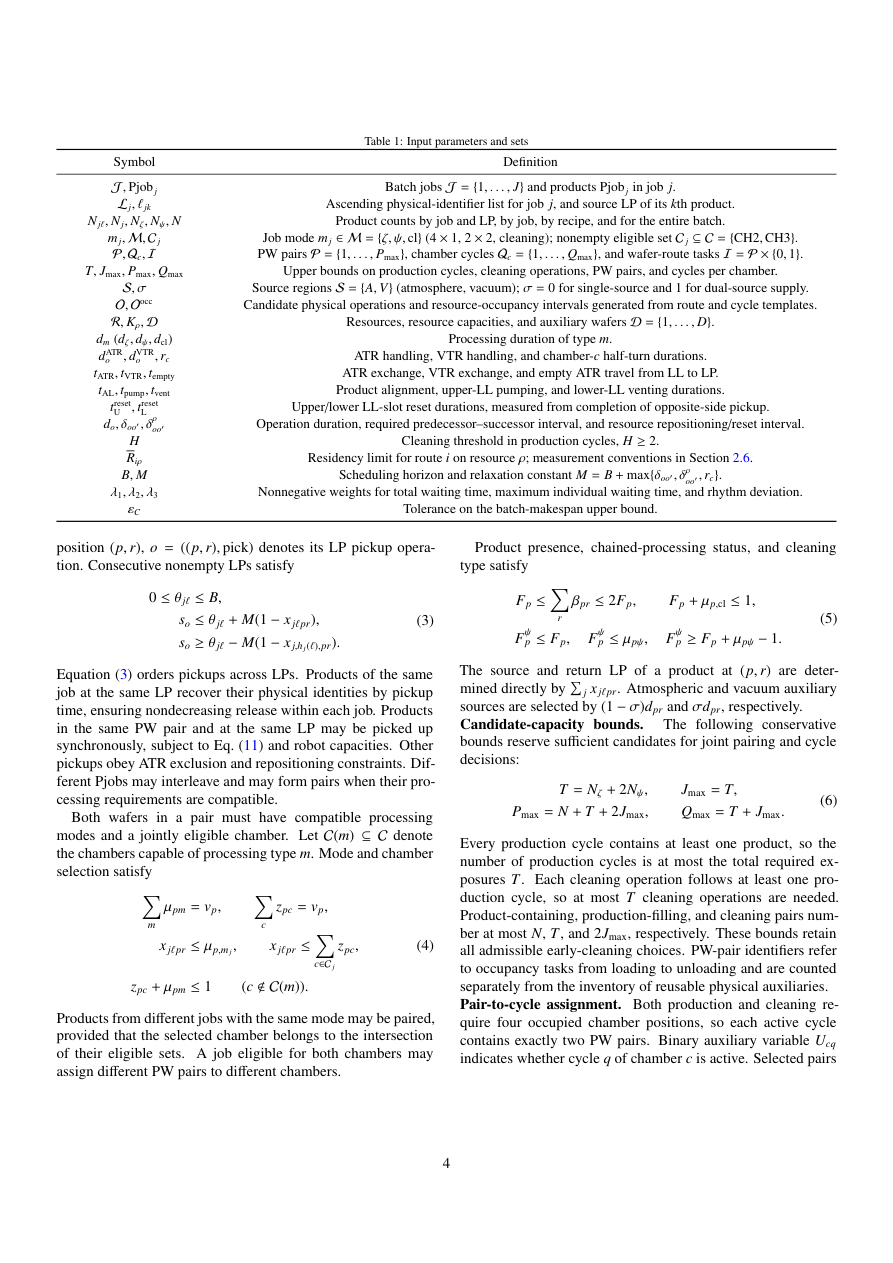 Table 1: Input parameters and sets
Symbol Definition
𝒥, Pjob_j Batch jobs 𝒥 = {1, . . . , J} and products Pjob_j in job j.
ℒ_j, ℓ_jk Ascending physical-identifier list for job j, and source LP of its kth product.
N_jℓ, N_j, N_ζ, N_ψ, N Product counts by job and LP, by job, by recipe, and for the entire batch.
m_j, ℳ, 𝒞_j Job mode m_j ∈ ℳ = {ζ, ψ, cl} (4 × 1, 2 × 2, cleaning); nonempty eligible set 𝒞_j ⊆ 𝒞 = {CH2, CH3}.
𝒫, 𝒬_c, ℐ PW pairs 𝒫 = {1, . . . , P_max}, chamber cycles 𝒬_c = {1, . . . , Q_max}, and wafer-route tasks ℐ = 𝒫 × {0, 1}.
T, J_max, P_max, Q_max Upper bounds on production cycles, cleaning operations, PW pairs, and cycles per chamber.
𝒮, σ Source regions 𝒮 = {A, V} (atmosphere, vacuum); σ = 0 for single-source and 1 for dual-source supply.
𝒪, 𝒪^occ Candidate physical operations and resource-occupancy intervals generated from route and cycle templates.
ℛ, K_ρ, 𝒟 Resources, resource capacities, and auxiliary wafers 𝒟 = {1, . . . , D}.
d_m (d_ζ, d_ψ, d_cl) Processing duration of type m.
d_o^ATR, d_o^VTR, r_c ATR handling, VTR handling, and chamber-c half-turn durations.
t_ATR, t_VTR, t_empty ATR exchange, VTR exchange, and empty ATR travel from LL to LP.
t_AL, t_pump, t_vent Product alignment, upper-LL pumping, and lower-LL venting durations.
t_U^reset, t_L^reset Upper/lower LL-slot reset durations, measured from completion of opposite-side pickup.
d_o, δ_oo′, δ_oo′^ρ Operation duration, required predecessor–successor interval, and resource repositioning/reset interval.
H Cleaning threshold in production cycles, H ≥ 2.
R̅_iρ Residency limit for route i on resource ρ; measurement conventions in Section 2.6.
B, M Scheduling horizon and relaxation constant M = B + max{δ_oo′, δ_oo′^ρ, r_c}.
λ_1, λ_2, λ_3 Nonnegative weights for total waiting time, maximum individual waiting time, and rhythm deviation.
ε_C Tolerance on the batch-makespan upper bound.
position (p, r), o = ((p, r), pick) denotes its LP pickup opera-
tion. Consecutive nonempty LPs satisfy
0 ≤ θ_jℓ ≤ B,
s_o ≤ θ_jℓ + M(1 − x_jℓpr), (3)
s_o ≥ θ_jℓ − M(1 − x_j,h_j(ℓ),pr).
Equation (3) orders pickups across LPs. Products of the same
job at the same LP recover their physical identities by pickup
time, ensuring nondecreasing release within each job. Products
in the same PW pair and at the same LP may be picked up
synchronously, subject to Eq. (11) and robot capacities. Other
pickups obey ATR exclusion and repositioning constraints. Dif-
ferent Pjobs may interleave and may form pairs when their pro-
cessing requirements are compatible.
Both wafers in a pair must have compatible processing
modes and a jointly eligible chamber. Let 𝒞(m) ⊆ 𝒞 denote
the chambers capable of processing type m. Mode and chamber
selection satisfy
∑_m μ_pm = ν_p, ∑_c z_pc = ν_p,
x_jℓpr ≤ μ_p,m_j, x_jℓpr ≤ ∑_{c∈𝒞_j} z_pc, (4)
z_pc + μ_pm ≤ 1 (c ∉ 𝒞(m)).
Products from different jobs with the same mode may be paired,
provided that the selected chamber belongs to the intersection
of their eligible sets. A job eligible for both chambers may
assign different PW pairs to different chambers.
Product presence, chained-processing status, and cleaning
type satisfy
F_p ≤ ∑_r β_pr ≤ 2F_p, F_p + μ_p,cl ≤ 1,
(5)
F_p^ψ ≤ F_p, F_p^ψ ≤ μ_pψ, F_p^ψ ≥ F_p + μ_pψ − 1.
The source and return LP of a product at (p, r) are deter-
mined directly by ∑_j x_jℓpr. Atmospheric and vacuum auxiliary
sources are selected by (1 − σ)d_pr and σd_pr, respectively.
Candidate-capacity bounds. The following conservative
bounds reserve sufficient candidates for joint pairing and cycle
decisions:
T = N_ζ + 2N_ψ, J_max = T,
(6)
P_max = N + T + 2J_max, Q_max = T + J_max.
Every production cycle contains at least one product, so the
number of production cycles is at most the total required ex-
posures T. Each cleaning operation follows at least one pro-
duction cycle, so at most T cleaning operations are needed.
Product-containing, production-filling, and cleaning pairs num-
ber at most N, T, and 2J_max, respectively. These bounds retain
all admissible early-cleaning choices. PW-pair identifiers refer
to occupancy tasks from loading to unloading and are counted
separately from the inventory of reusable physical auxiliaries.
Pair-to-cycle assignment. Both production and cleaning re-
quire four occupied chamber positions, so each active cycle
contains exactly two PW pairs. Binary auxiliary variable U_cq
indicates whether cycle q of chamber c is active. Selected pairs
4